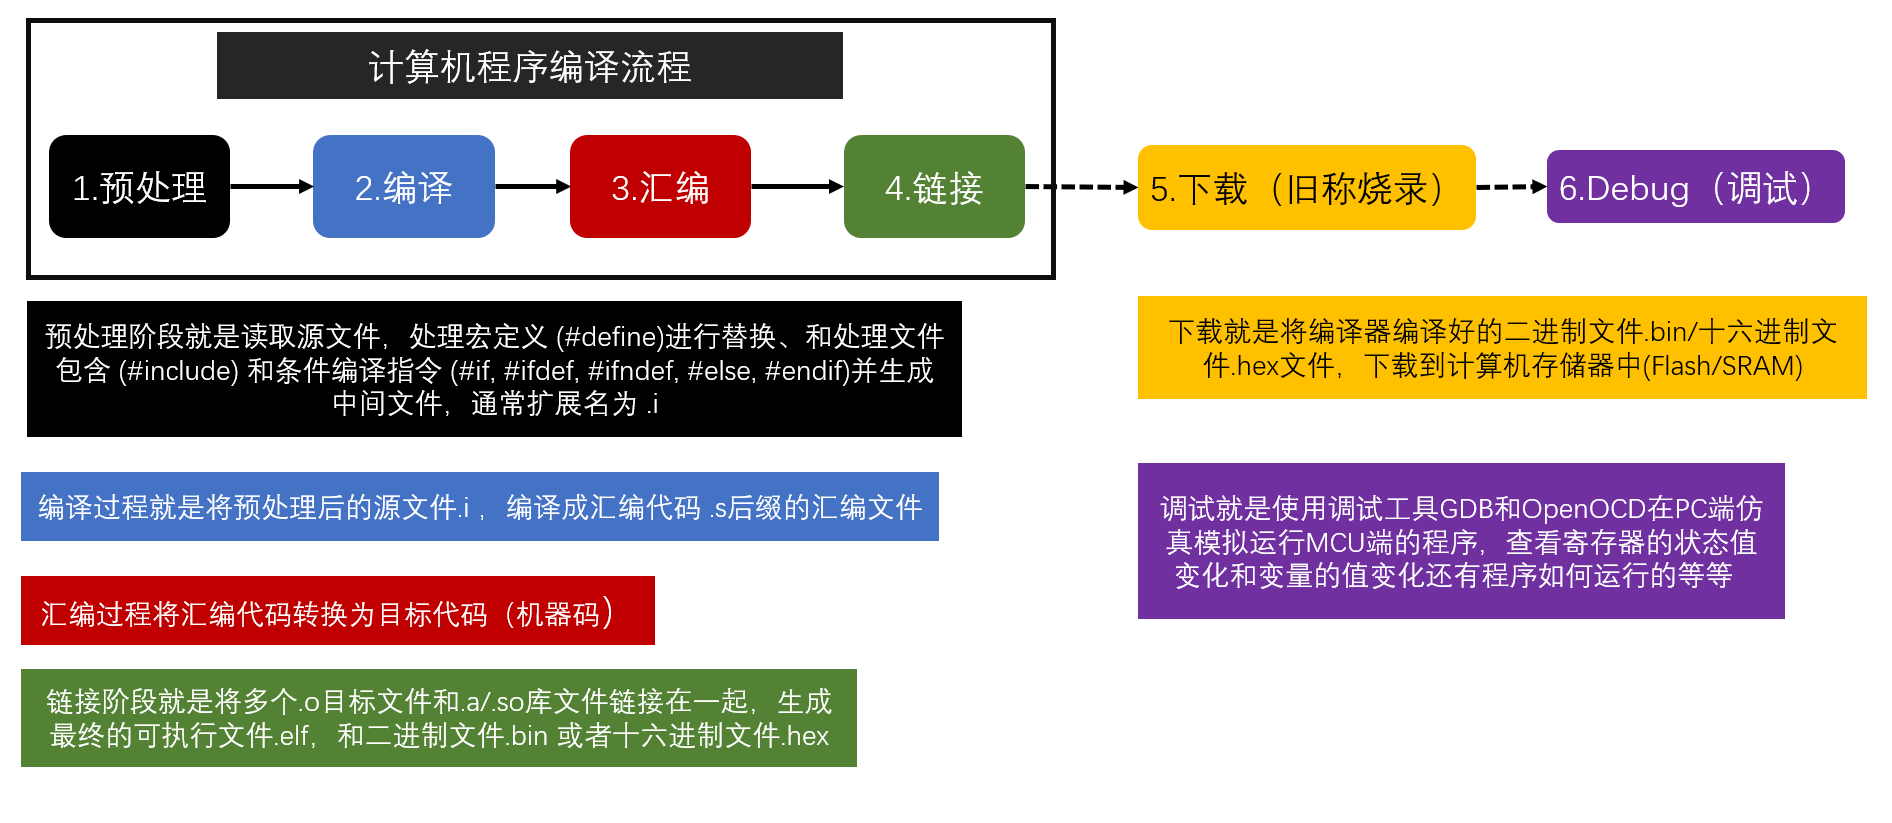 计算机程序编译流程
1.预处理
2.编译
3.汇编
4.链接
5.下载（旧称烧录）
6.Debug（调试）
预处理阶段就是读取源文件，处理宏定义 (#define)进行替换、和处理文件
包含 (#include) 和条件编译指令 (#if, #ifdef, #ifndef, #else, #endif)并生成
中间文件，通常扩展名为 .i
编译过程就是将预处理后的源文件.i ，编译成汇编代码 .s后缀的汇编文件
汇编过程将汇编代码转换为目标代码（机器码）
链接阶段就是将多个.o目标文件和.a/.so库文件链接在一起，生成
最终的可执行文件.elf，和二进制文件.bin 或者十六进制文件.hex
下载就是将编译器编译好的二进制文件.bin/十六进制文
件.hex文件，下载到计算机存储器中(Flash/SRAM)
调试就是使用调试工具GDB和OpenOCD在PC端仿
真模拟运行MCU端的程序，查看寄存器的状态值
变化和变量的值变化还有程序如何运行的等等